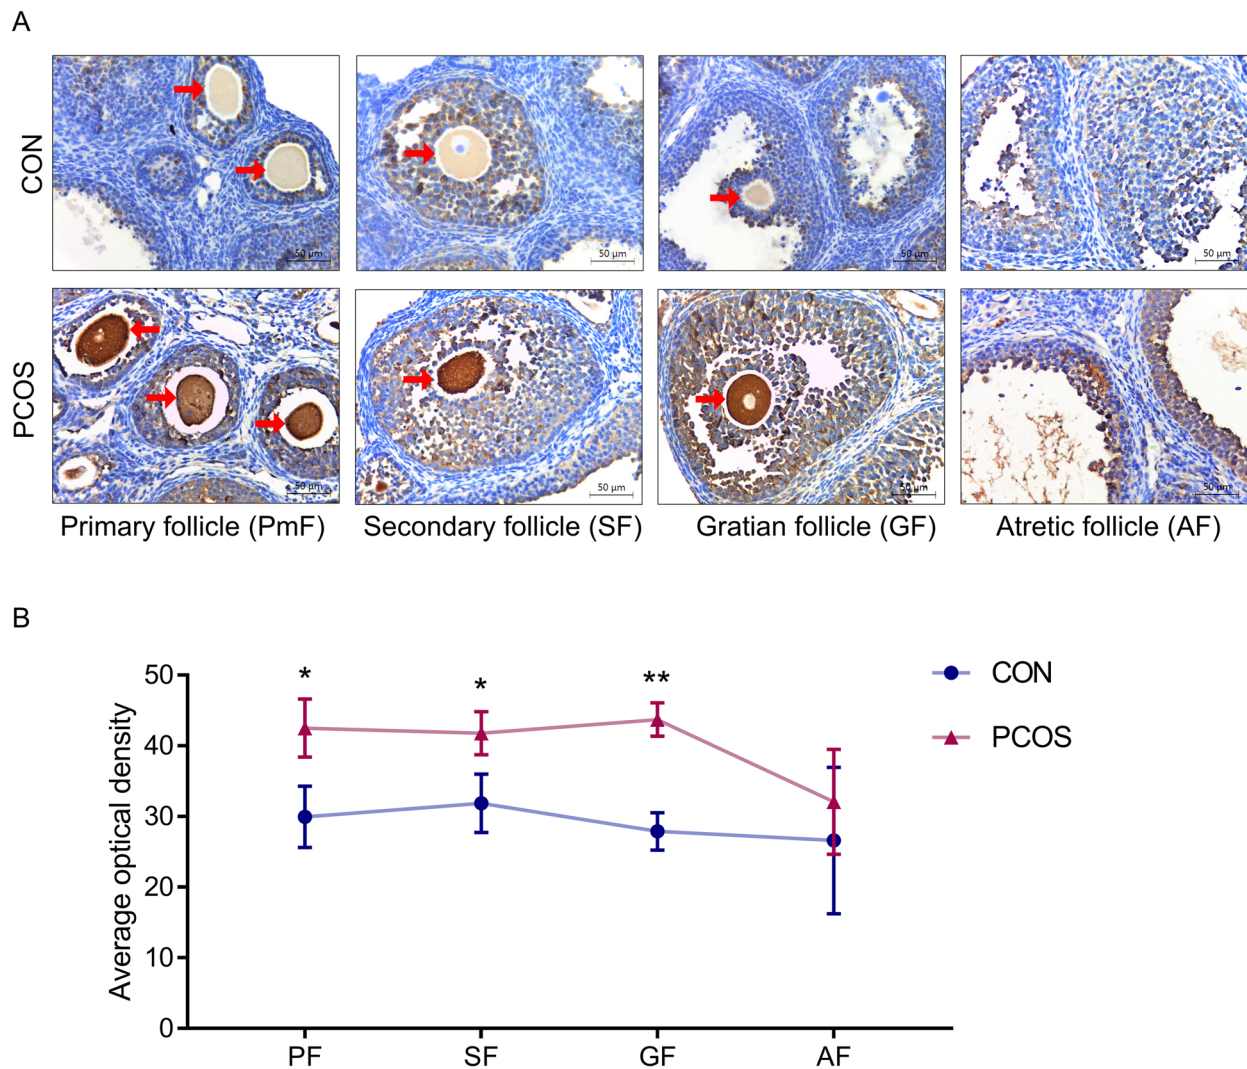 A
CON
50 µm
50 µm
50 µm
50 µm
PCOS
50 µm
50 µm
50 µm
50 µm
Primary follicle (PmF)
Secondary follicle (SF)
Gratian follicle (GF)
Atretic follicle (AF)
B
Average optical density
50
40
30
20
10
0
*
*
**
CON
PCOS
PF
SF
GF
AF